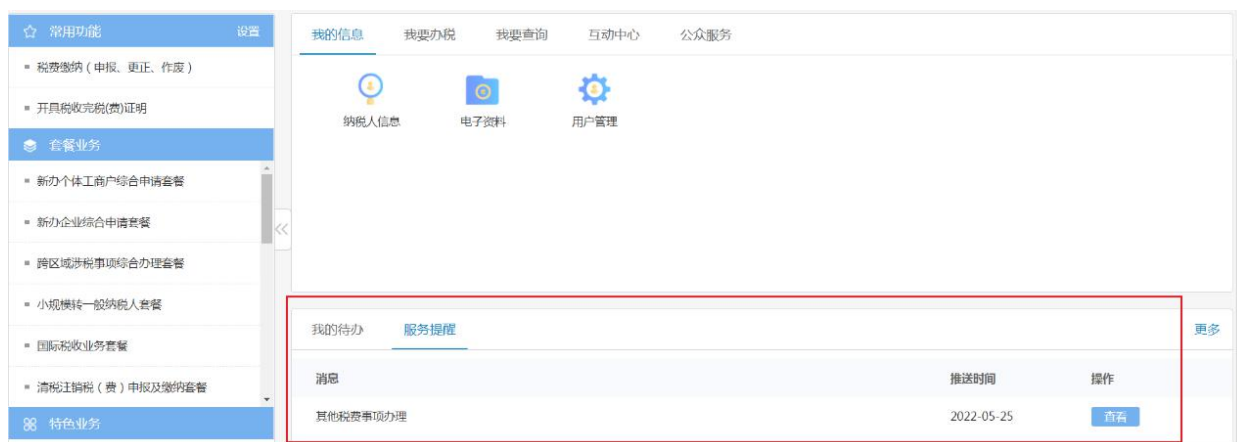 常用功能 设置
税费缴纳（申报、更正、作废）
开具税收完税(费)证明
套餐业务
新办个体工商户综合申请套餐
新办企业综合申请套餐
跨区域涉税事项综合办理套餐
小规模转一般纳税人套餐
国际税收业务套餐
清税注销税（费）申报及缴纳套餐
特色业务
我的信息 我要办税 我要查询 互动中心 公众服务
纳税人信息 电子资料 用户管理
我的待办 服务提醒 更多
消息 推送时间 操作
其他税费事项办理 2022-05-25 查看